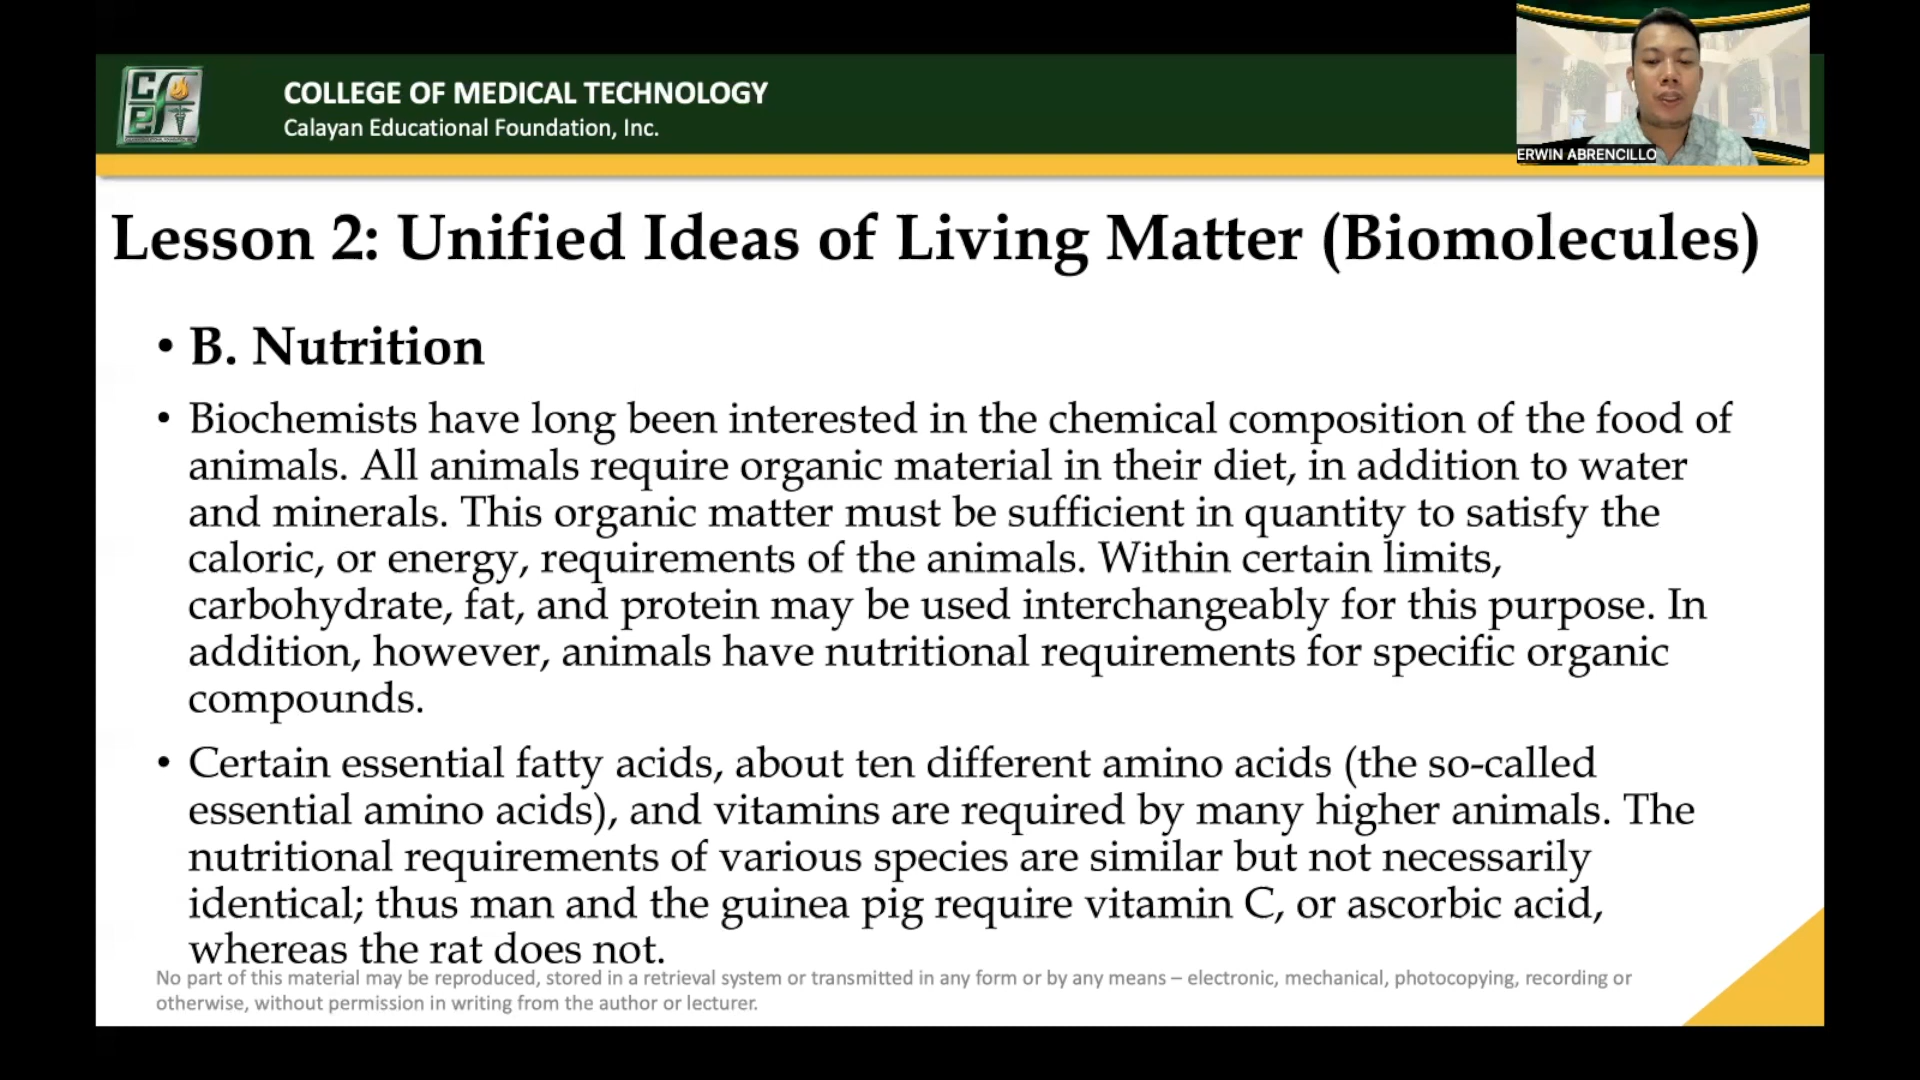 COLLEGE OF MEDICAL TECHNOLOGY
Calayan Educational Foundation, Inc.
ERWIN ABRENCILLO
Lesson 2: Unified Ideas of Living Matter (Biomolecules)
• B. Nutrition
• Biochemists have long been interested in the chemical composition of the food of
animals. All animals require organic material in their diet, in addition to water
and minerals. This organic matter must be sufficient in quantity to satisfy the
caloric, or energy, requirements of the animals. Within certain limits,
carbohydrate, fat, and protein may be used interchangeably for this purpose. In
addition, however, animals have nutritional requirements for specific organic
compounds.
• Certain essential fatty acids, about ten different amino acids (the so-called
essential amino acids), and vitamins are required by many higher animals. The
nutritional requirements of various species are similar but not necessarily
identical; thus man and the guinea pig require vitamin C, or ascorbic acid,
whereas the rat does not.
No part of this material may be reproduced, stored in a retrieval system or transmitted in any form or by any means – electronic, mechanical, photocopying, recording or
otherwise, without permission in writing from the author or lecturer.